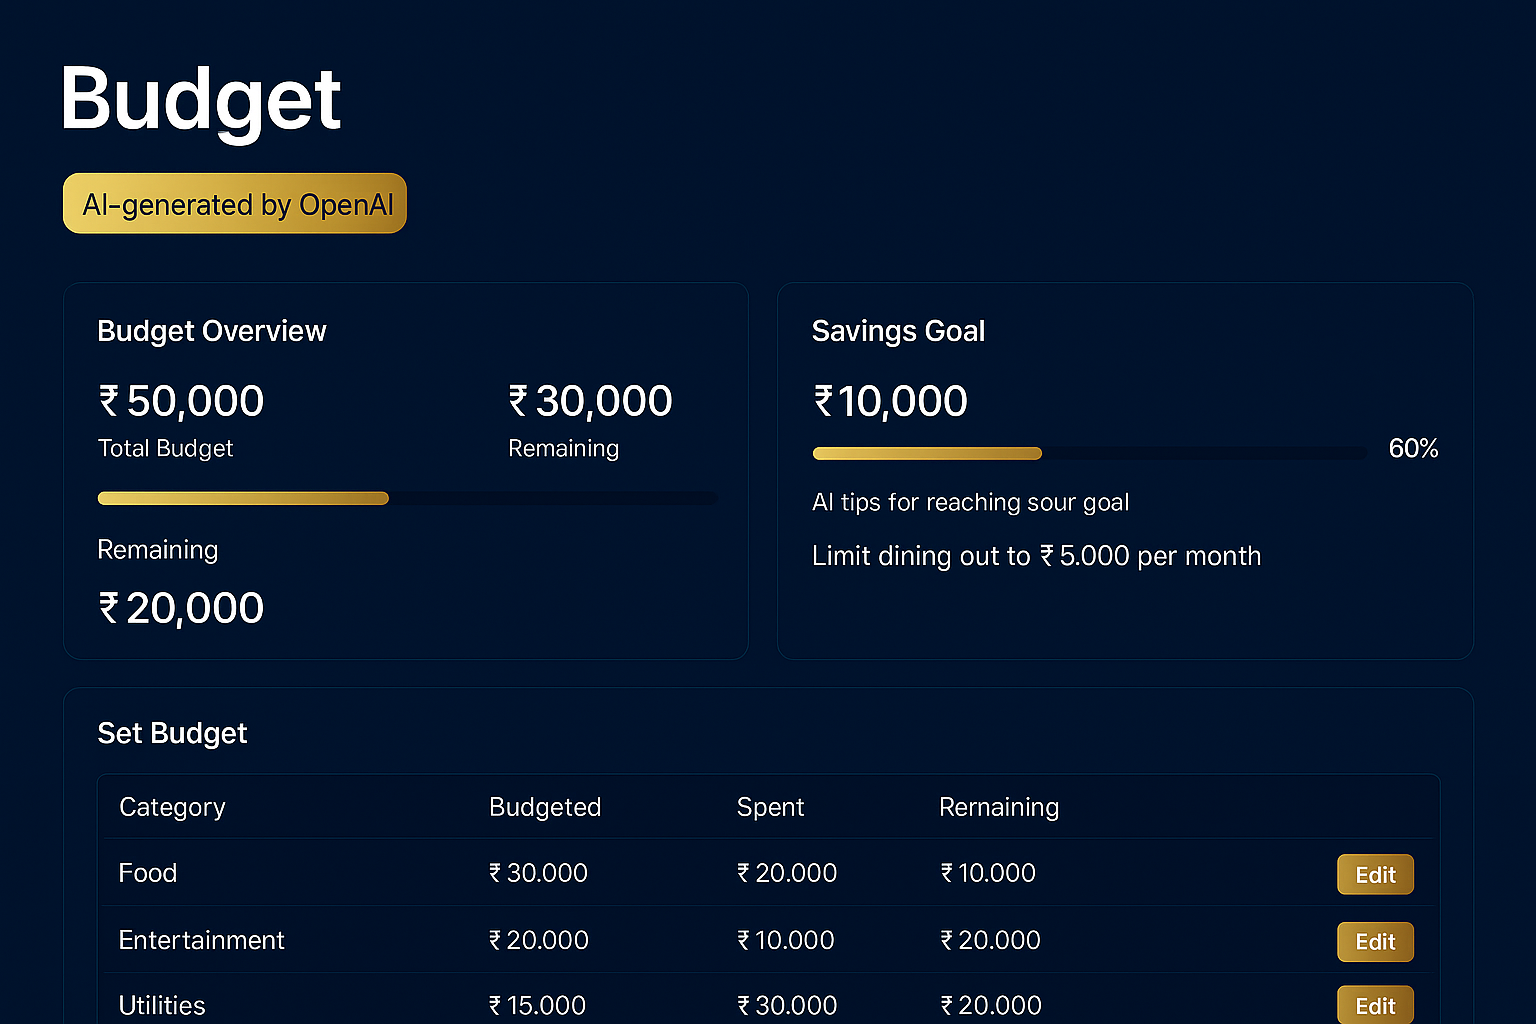 Budget
AI-generated by OpenAI
Budget Overview
₹ 50,000
₹ 30,000
Total Budget
Remaining
Remaining
₹ 20,000
Savings Goal
₹10,000
60%
AI tips for reaching sour goal
Limit dining out to ₹ 5.000 per month
Set Budget
Category Budgeted Spent Rernaining
Food ₹ 30.000 ₹ 20.000 ₹ 10.000 Edit
Entertainment ₹ 20.000 ₹ 10.000 ₹ 20.000 Edit
Utilities ₹ 15.000 ₹ 30.000 ₹ 20.000 Edit